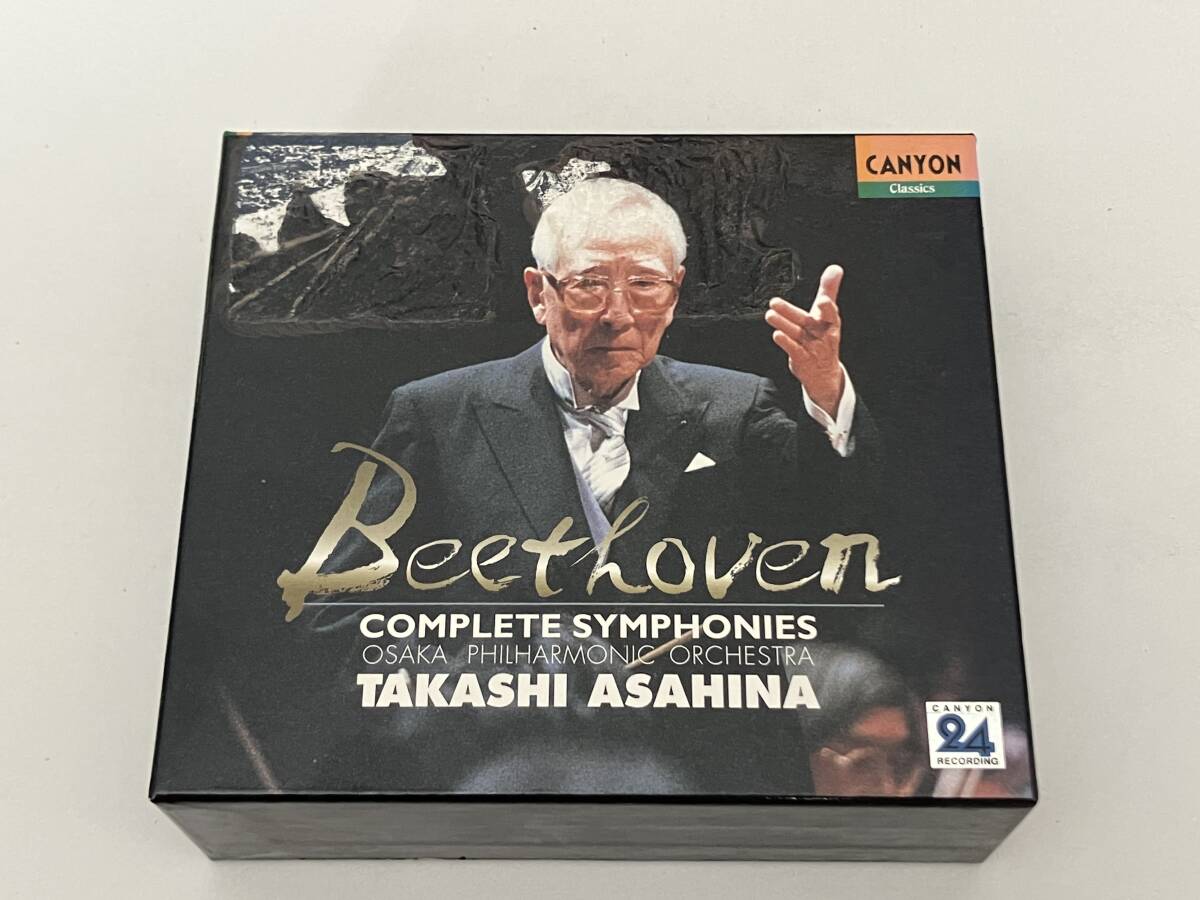 CANYON
Classics
Beethoven
COMPLETE SYMPHONIES
OSAKA PHILHARMONIC ORCHESTRA
TAKASHI ASAHINA
CANYON
24
RECORDING